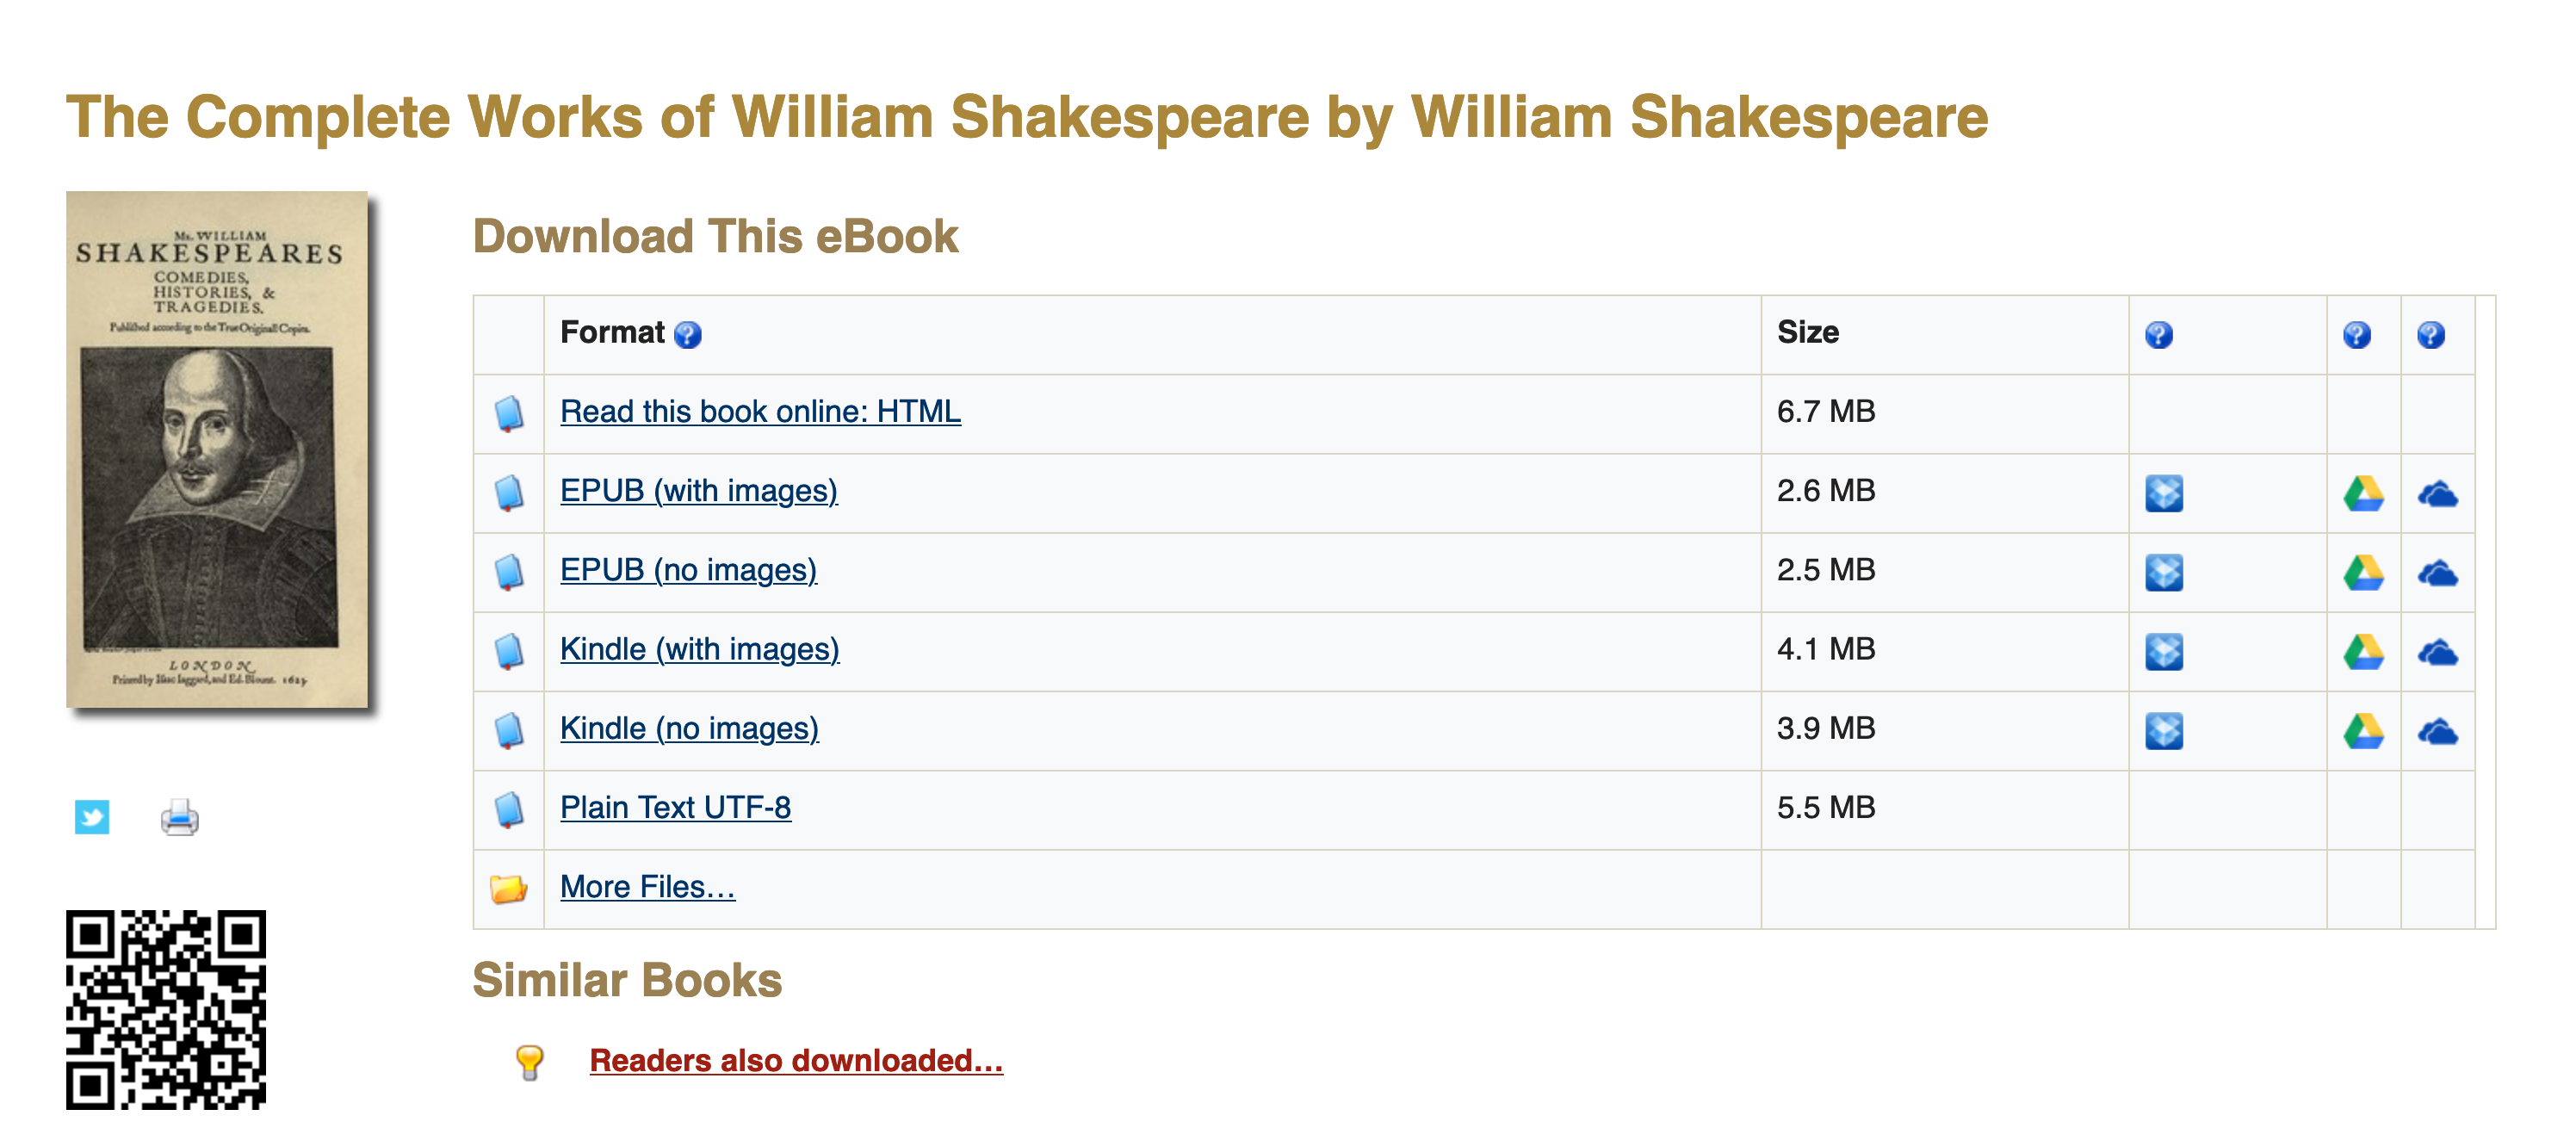 The Complete Works of William Shakespeare by William Shakespeare
Mr. WILLIAM
SHAKESPEARES
COMEDIES,
HISTORIES, &
TRAGEDIES.
Published according to the True Originall Copies.
LONDON
Printed by Isaac Iaggard, and Ed. Blount. 1623
Download This eBook
Format ? Size ? ? ?
Read this book online: HTML 6.7 MB
EPUB (with images) 2.6 MB
EPUB (no images) 2.5 MB
Kindle (with images) 4.1 MB
Kindle (no images) 3.9 MB
Plain Text UTF-8 5.5 MB
More Files…
Similar Books
Readers also downloaded…